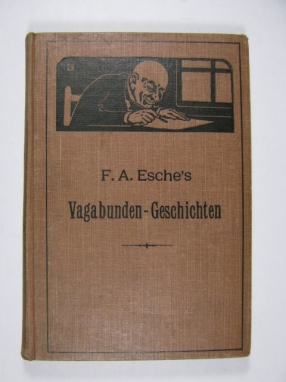 F. A. Esche's
Vagabunden-Geschichten